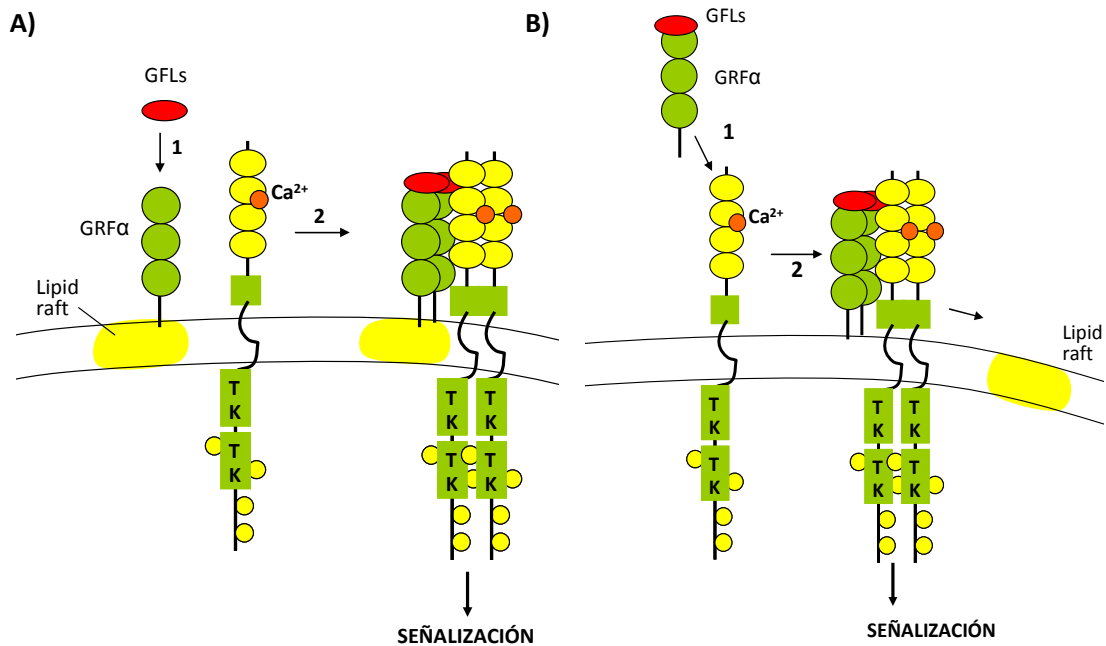 A)
GFLs
1
GRFα
Ca²⁺
2
Lipid
raft
T
K
T
K
T
K
T
K
T
K
T
K
SEÑALIZACIÓN
B)
GFLs
GRFα
1
Ca²⁺
2
Lipid
raft
T
K
T
K
T
K
T
K
T
K
T
K
SEÑALIZACIÓN